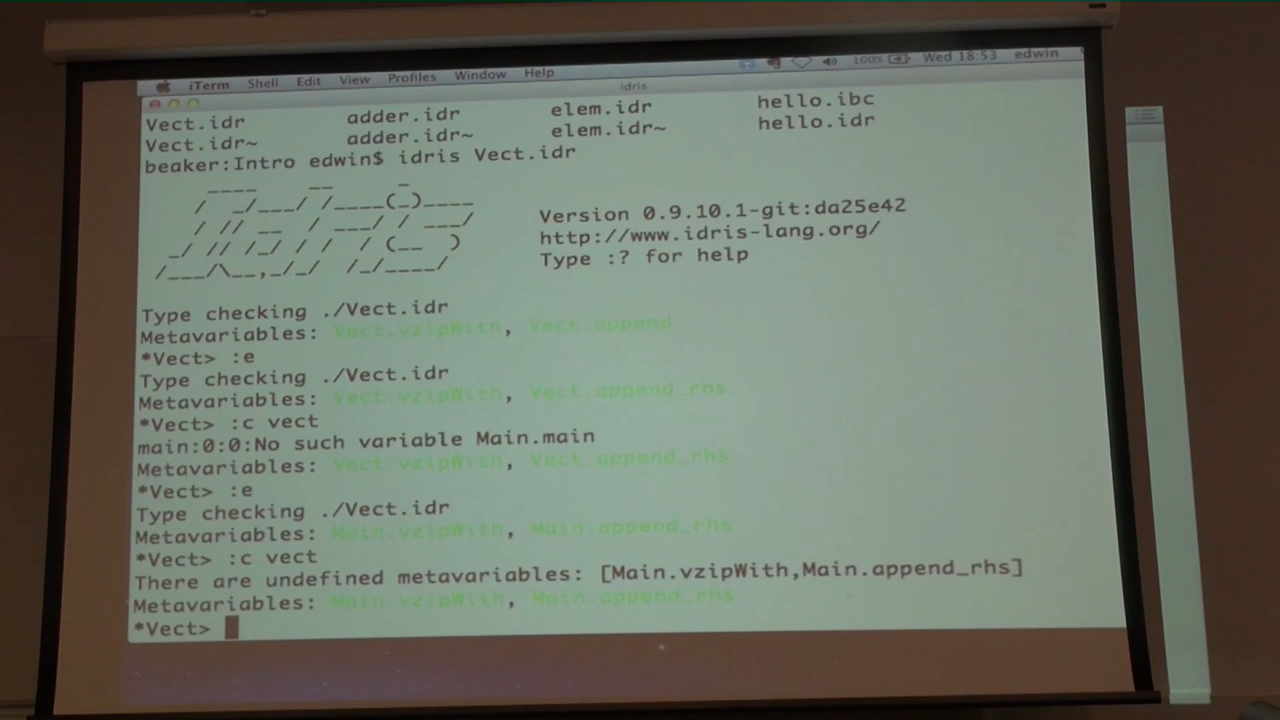 iTerm Shell Edit View Profiles Window Help 100% Wed 18:53 edwin
idris
Vect.idr adder.idr elem.idr hello.ibc
Vect.idr~ adder.idr~ elem.idr~ hello.idr
beaker:Intro edwin$ idris Vect.idr
Version 0.9.10.1-git:da25e42
http://www.idris-lang.org/
Type :? for help
Type checking ./Vect.idr
Metavariables: Vect.vzipWith, Vect.append
*Vect> :e
Type checking ./Vect.idr
Metavariables: Vect.vzipWith, Vect.append_rhs
*Vect> :c vect
main:0:0:No such variable Main.main
Metavariables: Vect.vzipWith, Vect.append_rhs
*Vect> :e
Type checking ./Vect.idr
Metavariables: Main.vzipWith, Main.append_rhs
*Vect> :c vect
There are undefined metavariables: [Main.vzipWith,Main.append_rhs]
Metavariables: Main.vzipWith, Main.append_rhs
*Vect>